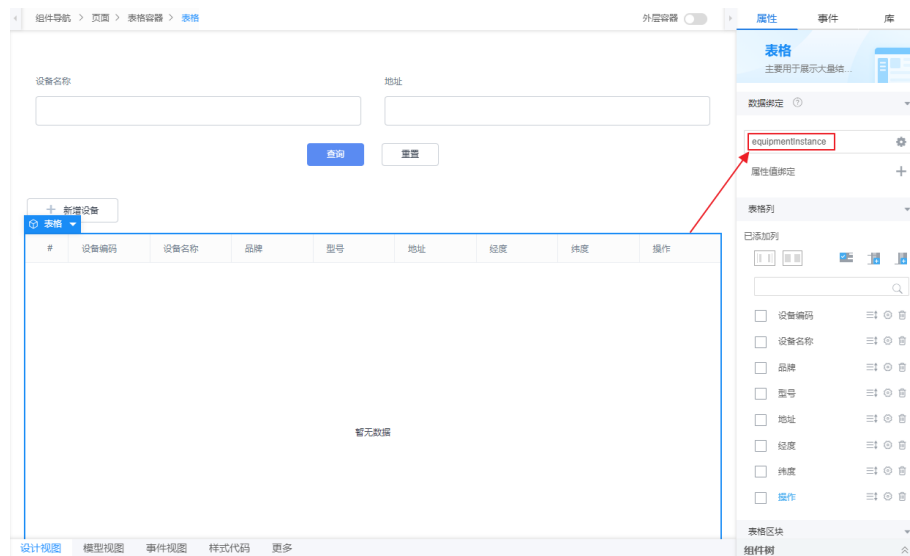 组件导航 > 页面 > 表格容器 > 表格
外层容器
属性 事件 库
表格
主要用于展示大量结...
设备名称
地址
数据绑定
equipmentInstance
查询 重置
属性值绑定
新增设备
表格列
表格
已添加列
# 设备编码 设备名称 品牌 型号 地址 经度 纬度 操作
设备编码
设备名称
品牌
型号
地址
暂无数据
经度
纬度
操作
表格区块
设计视图 模型视图 事件视图 样式代码 更多
组件树